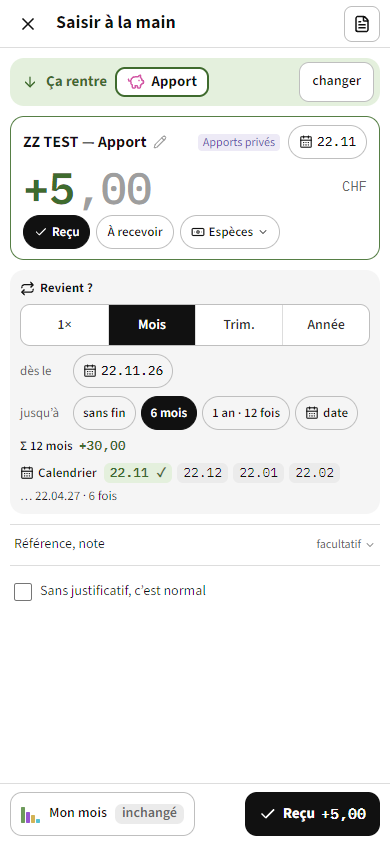 Saisir à la main
Ça rentre Apport changer
ZZ TEST — Apport Apports privés 22.11
+5,00 CHF
Reçu À recevoir Espèces
Revient ?
1× Mois Trim. Année
dès le 22.11.26
jusqu'à sans fin 6 mois 1 an · 12 fois date
Σ 12 mois +30,00
Calendrier 22.11 ✓ 22.12 22.01 22.02
… 22.04.27 · 6 fois
Référence, note facultatif
Sans justificatif, c'est normal
Mon mois inchangé Reçu +5,00